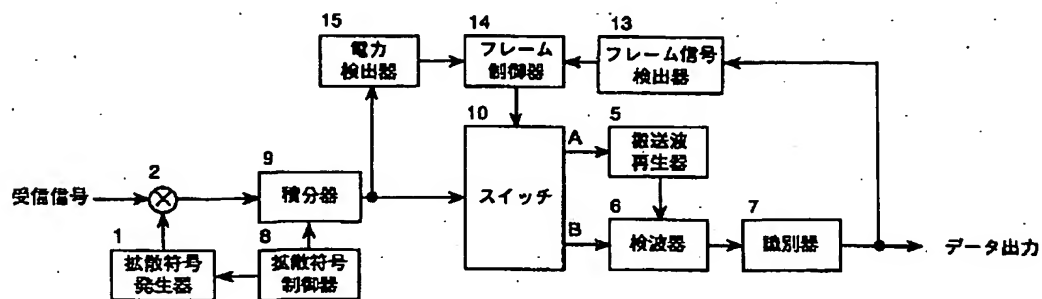 15
電力
検出器
14
フレーム
制御器
13
フレーム信号
検出器
10
スイッチ
A
B
5
搬送波
再生器
受信信号
2
9
積分器
6
検波器
7
識別器
データ出力
1
拡散符号
発生器
8
拡散符号
制御器